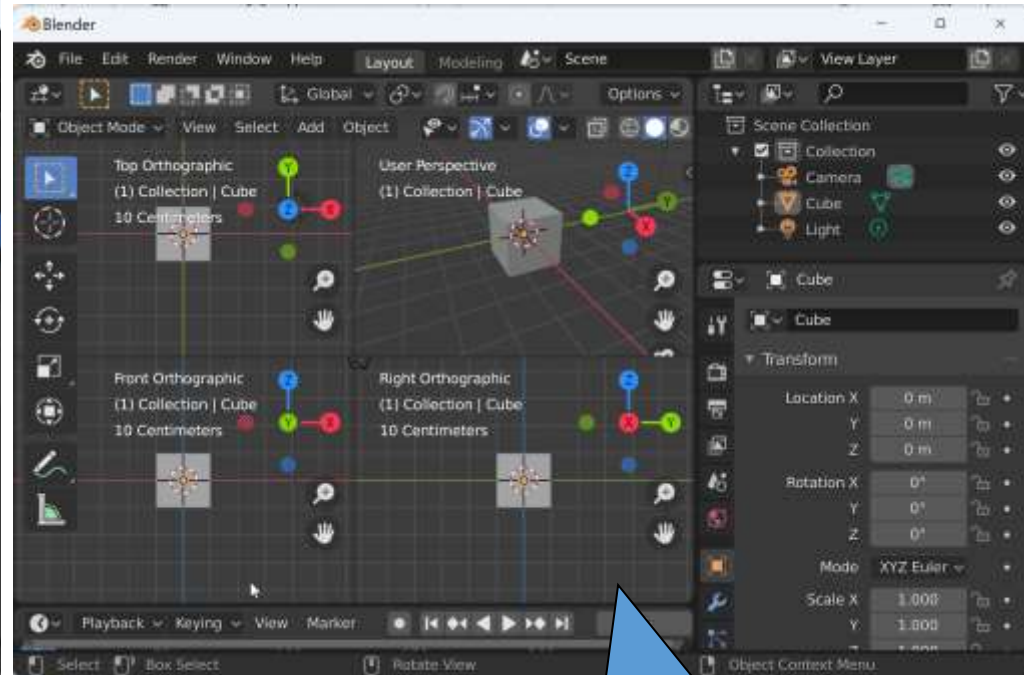 Blender
File Edit Render Window Help Layout Modeling Scene View Layer
Global Options
Object Mode View Select Add Object
Scene Collection
Collection
Camera
Cube
Light
Top Orthographic
(1) Collection | Cube
10 Centimeters
User Perspective
(1) Collection | Cube
Y
Z
X
Z
Y
X
Cube
Cube
Transform
Location X 0 m
Y 0 m
Z 0 m
Rotation X 0°
Y 0°
Z 0°
Mode XYZ Euler
Scale X 1.000
Y 1.000
Front Orthographic
(1) Collection | Cube
10 Centimeters
Z
Y
X
Right Orthographic
(1) Collection | Cube
10 Centimeters
Z
X
Y
Playback Keying View Marker
Select Box Select Rotate View Object Context Menu